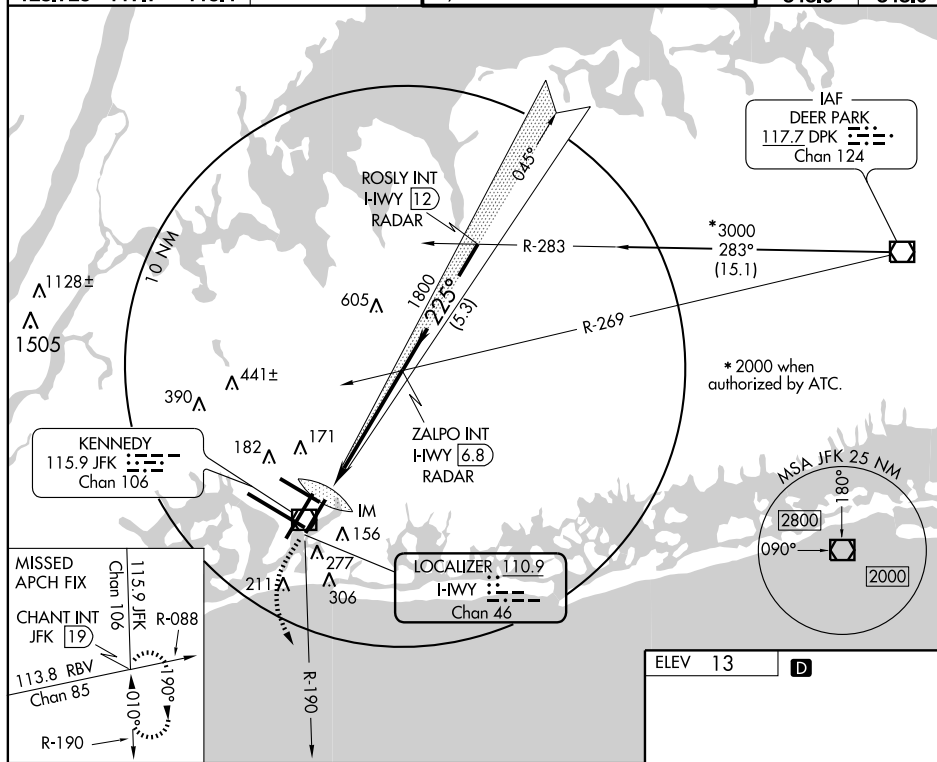 IAF
DEER PARK
117.7 DPK
Chan 124
ROSLY INT
I-IWY 12
RADAR
045°
R-283
*3000
283°
(15.1)
10 NM
1128±
1505
605
1800
225°
(5.3)
R-269
* 2000 when
authorized by ATC.
441±
390
KENNEDY
115.9 JFK
Chan 106
182
171
ZALPO INT
I-IWY 6.8
RADAR
IM
156
277
211
306
LOCALIZER 110.9
I-IWY
Chan 46
MSA JFK 25 NM
180°
2800
090°
2000
MISSED
APCH FIX
CHANT INT
JFK 19
115.9 JFK
Chan 106
R-088
113.8 RBV
Chan 85
190°
010°
R-190
R-190
ELEV 13
D